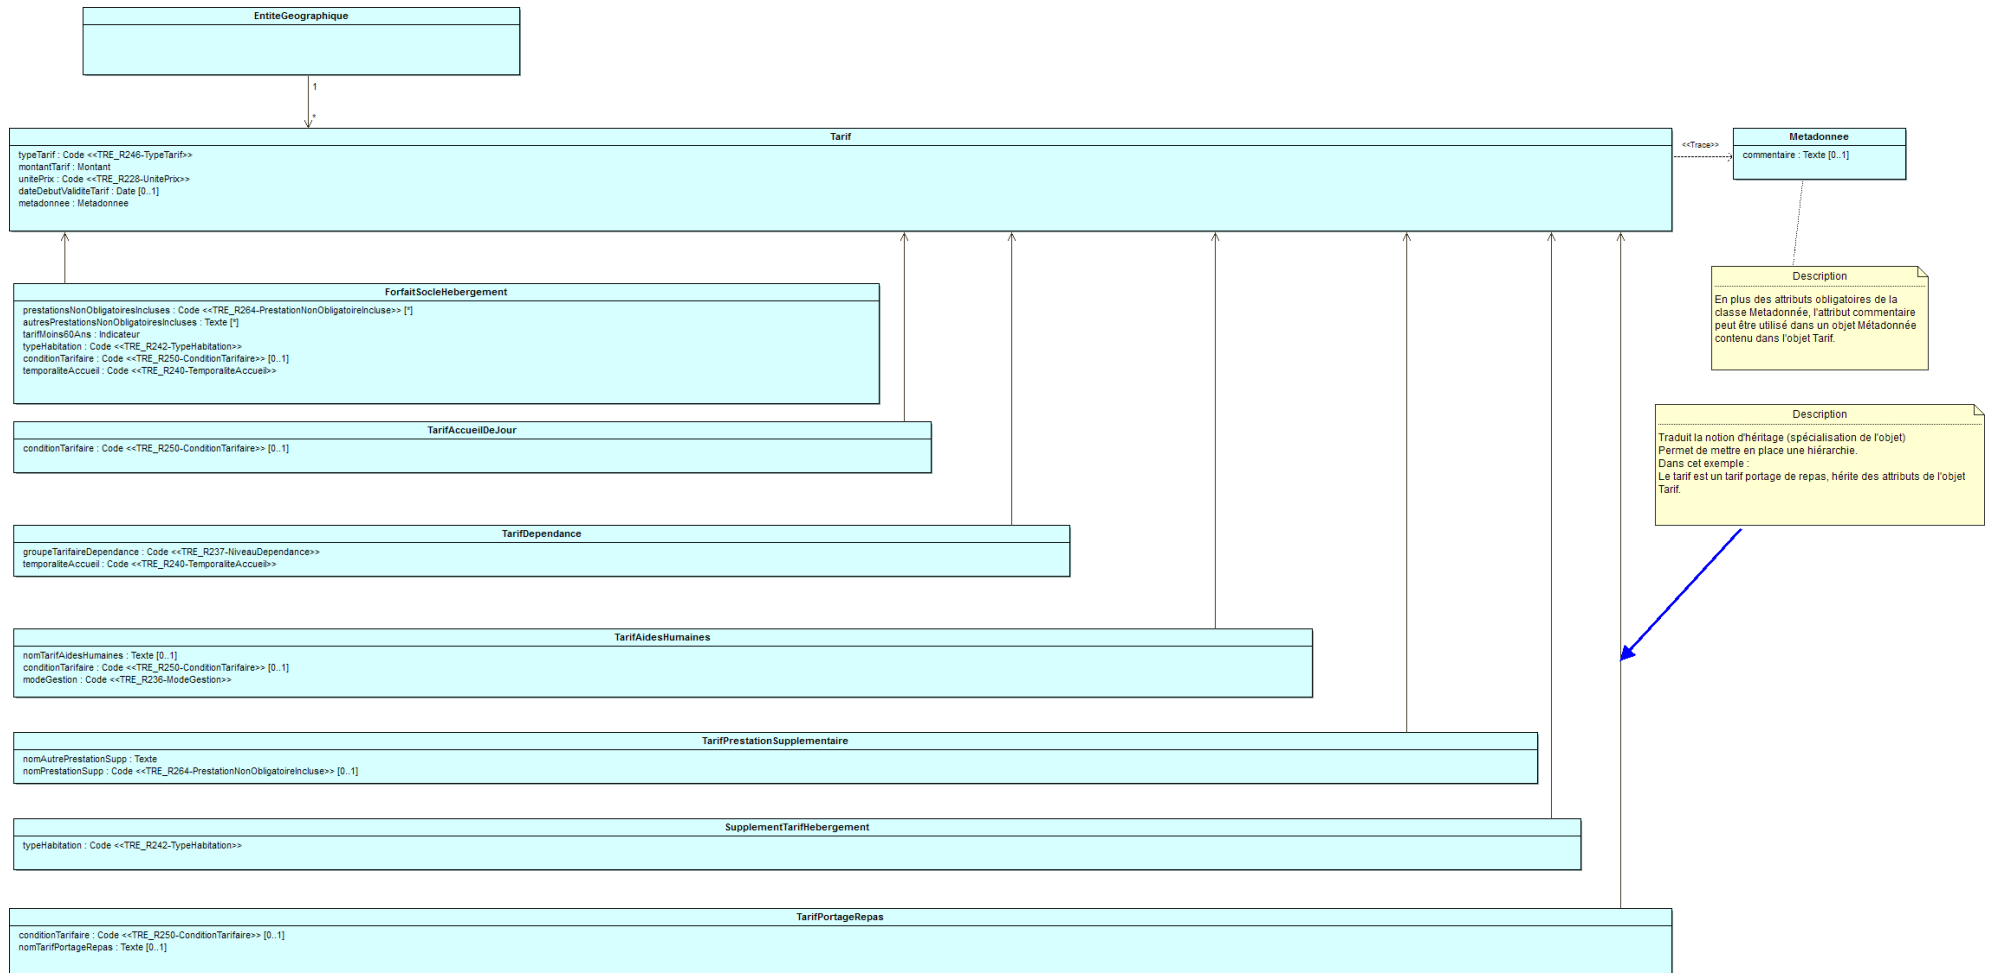 EntiteGeographique
1
*
Tarif
typeTarif : Code <<TRE_R246-TypeTarif>>
montantTarif : Montant
unitePrix : Code <<TRE_R228-UnitePrix>>
dateDebutValiditeTarif : Date [0..1]
metadonnee : Metadonnee
<<Trace>>
Metadonnee
commentaire : Texte [0..1]
Description
En plus des attributs obligatoires de la
classe Metadonnée, l'attribut commentaire
peut être utilisé dans un objet Métadonnée
contenu dans l'objet Tarif.
ForfaitSocleHebergement
prestationsNonObligatoiresIncluses : Code <<TRE_R264-PrestationNonObligatoireIncluse>> [*]
autresPrestationsNonObligatoiresIncluses : Texte [*]
tarifMoins60Ans : Indicateur
typeHabitation : Code <<TRE_R242-TypeHabitation>>
conditionTarifaire : Code <<TRE_R250-ConditionTarifaire>> [0..1]
temporaliteAccueil : Code <<TRE_R240-TemporaliteAccueil>>
Description
Traduit la notion d'héritage (spécialisation de l'objet)
Permet de mettre en place une hiérarchie.
Dans cet exemple :
Le tarif est un tarif portage de repas, hérite des attributs de l'objet
Tarif.
TarifAccueilDeJour
conditionTarifaire : Code <<TRE_R250-ConditionTarifaire>> [0..1]
TarifDependance
groupeTarifaireDependance : Code <<TRE_R237-NiveauDependance>>
temporaliteAccueil : Code <<TRE_R240-TemporaliteAccueil>>
TarifAidesHumaines
nomTarifAidesHumaines : Texte [0..1]
conditionTarifaire : Code <<TRE_R250-ConditionTarifaire>> [0..1]
modeGestion : Code <<TRE_R236-ModeGestion>>
TarifPrestationSupplementaire
nomAutrePrestationSupp : Texte
nomPrestationSupp : Code <<TRE_R264-PrestationNonObligatoireIncluse>> [0..1]
SupplementTarifHebergement
typeHabitation : Code <<TRE_R242-TypeHabitation>>
TarifPortageRepas
conditionTarifaire : Code <<TRE_R250-ConditionTarifaire>> [0..1]
nomTarifPortageRepas : Texte [0..1]